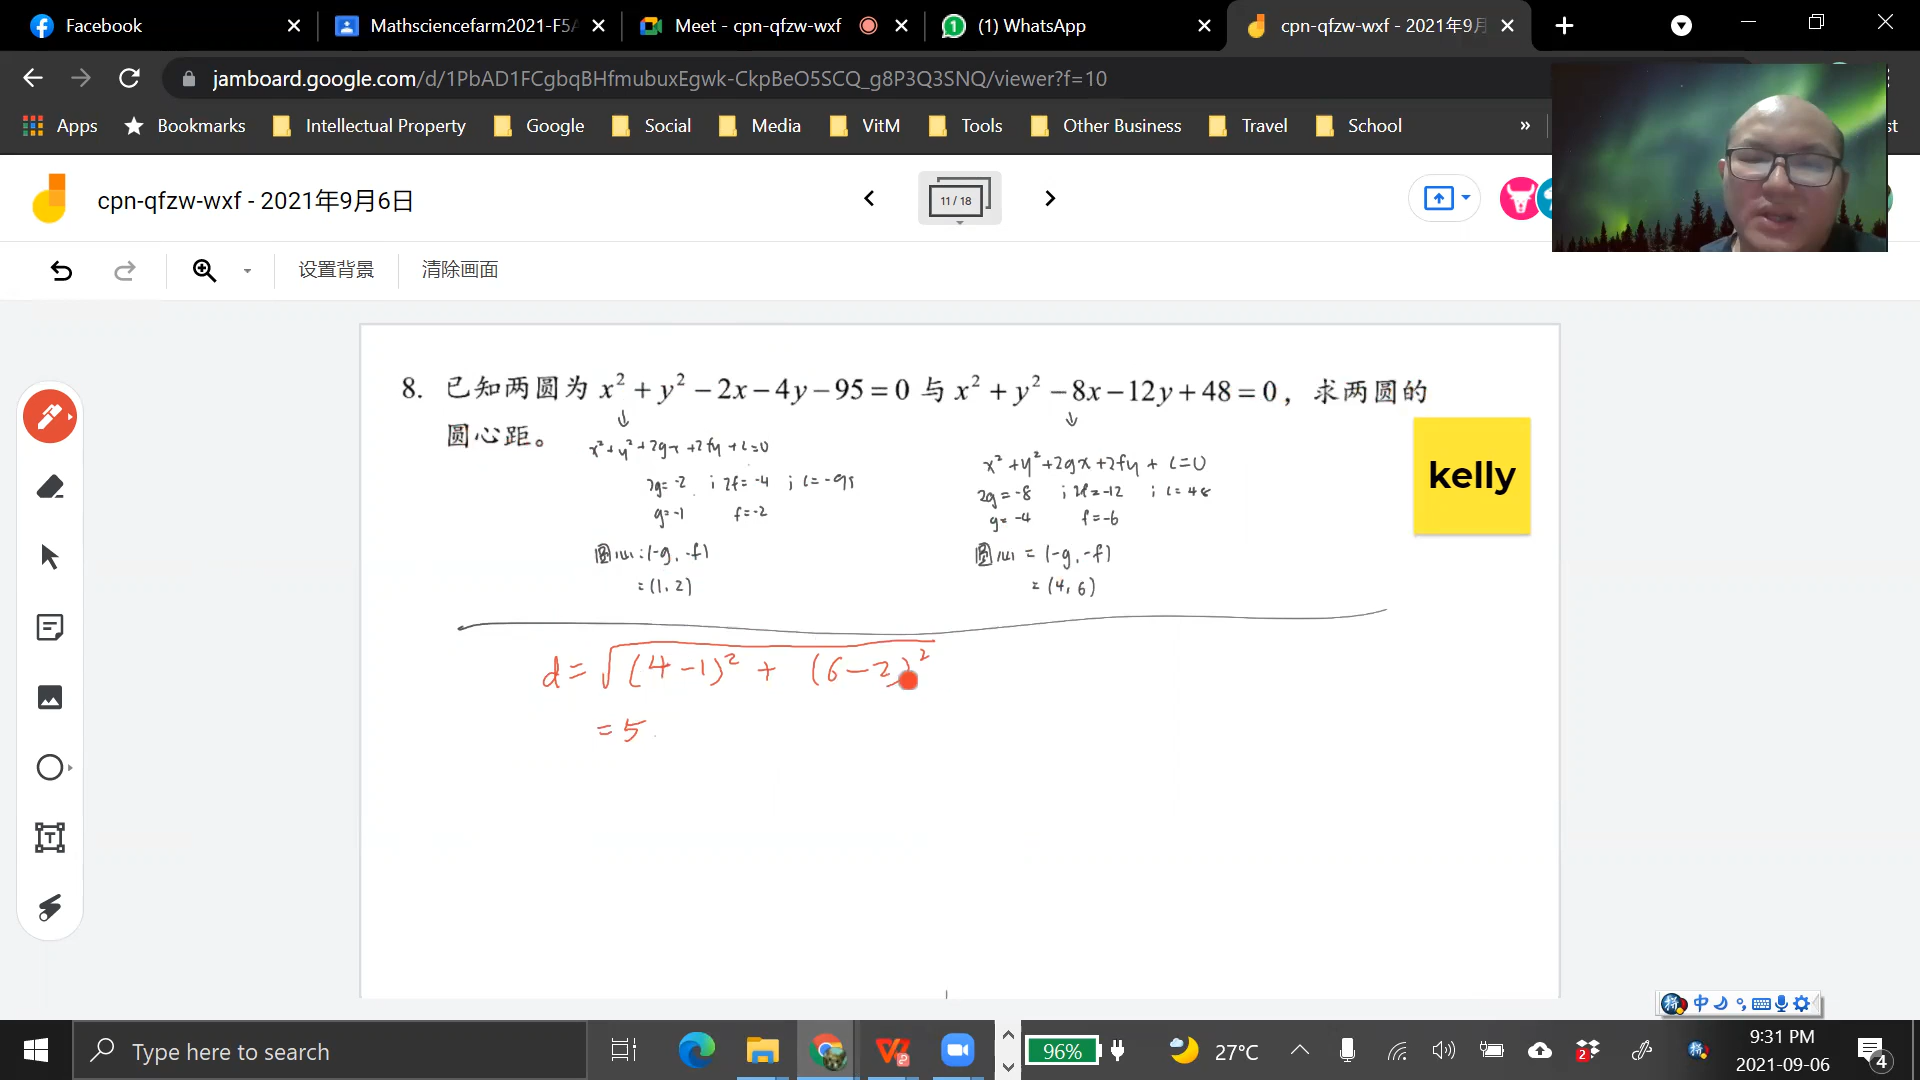 Facebook
Mathsciencefarm2021-F5A
Meet - cpn-qfzw-wxf
(1) WhatsApp
cpn-qfzw-wxf - 2021年9月
jamboard.google.com/d/1PbAD1FCgbqBHfmubuxEgwk-CkpBeO5SCQ_g8P3Q3SNQ/viewer?f=10
Apps Bookmarks Intellectual Property Google Social Media VitM Tools Other Business Travel School »
cpn-qfzw-wxf - 2021年9月6日
11 / 18
设置背景 清除画面
8. 已知两圆为 x² + y² − 2x − 4y − 95 = 0 与 x² + y² − 8x − 12y + 48 = 0，求两圆的
圆心距。
kelly
x²+y²+2gx+2fy+c=0
2g=-2 ; 2f=-4 ; c=-95
g=-1 f=-2
圆心:(-g,-f)
=(1,2)
x²+y²+2gx+2fy+c=0
2g=-8 ; 2f=-12 ; c=48
g=-4 f=-6
圆心=(-g,-f)
=(4,6)
d=√(4-1)²+(6-2)²
=5
拼 中
Type here to search
96%
27°C
2
拼
9:31 PM
2021-09-06
4